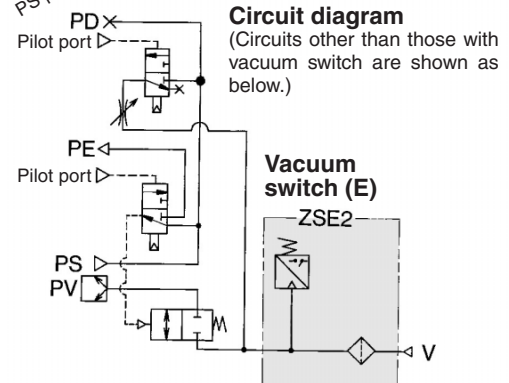 PS
PD
Pilot port
Circuit diagram
(Circuits other than those with
vacuum switch are shown as
below.)
PE
Pilot port
Vacuum
switch (E)
ZSE2
PS
PV
V